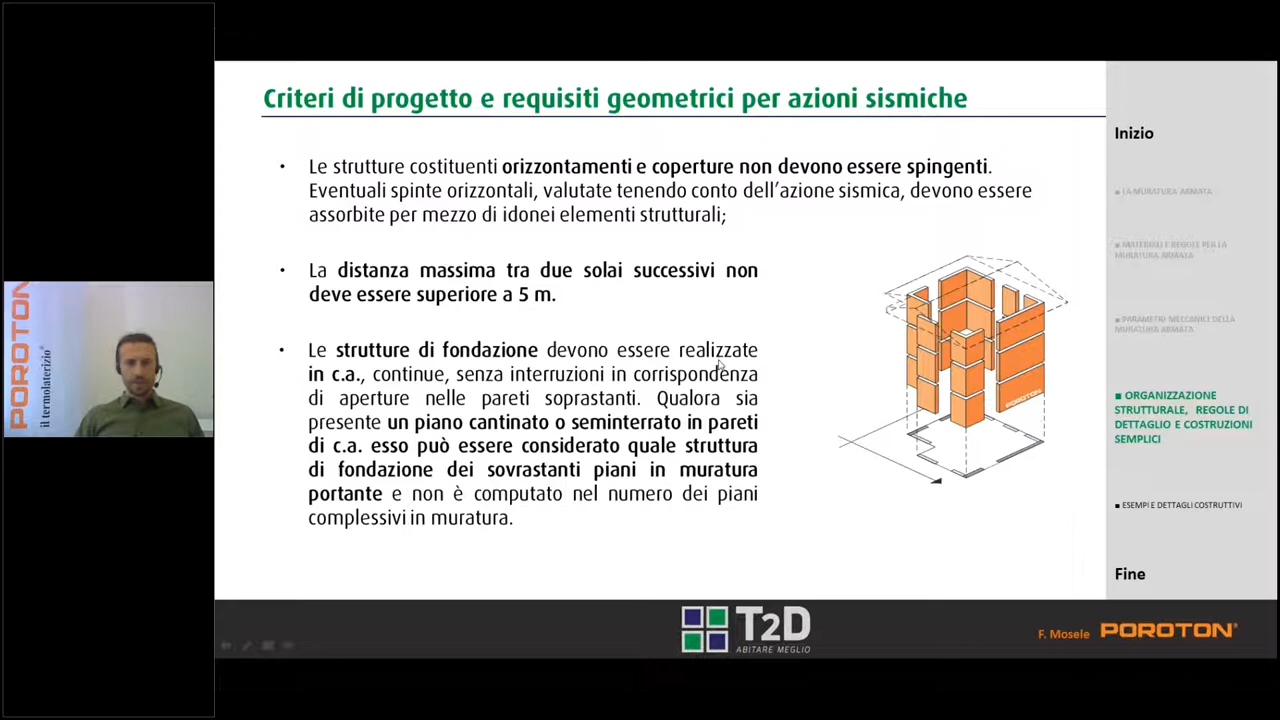 Criteri di progetto e requisiti geometrici per azioni sismiche
• Le strutture costituenti orizzontamenti e coperture non devono essere spingenti.
Eventuali spinte orizzontali, valutate tenendo conto dell'azione sismica, devono essere
assorbite per mezzo di idonei elementi strutturali;
• La distanza massima tra due solai successivi non
deve essere superiore a 5 m.
• Le strutture di fondazione devono essere realizzate
in c.a., continue, senza interruzioni in corrispondenza
di aperture nelle pareti soprastanti. Qualora sia
presente un piano cantinato o seminterrato in pareti
di c.a. esso può essere considerato quale struttura
di fondazione dei sovrastanti piani in muratura
portante e non è computato nel numero dei piani
complessivi in muratura.
POROTON
Inizio
■ LA MURATURA ARMATA
■ MATERIALI E REGOLE PER LA
MURATURA ARMATA
■ PARAMETRI MECCANICI DELLA
MURATURA ARMATA
■ ORGANIZZAZIONE
STRUTTURALE, REGOLE DI
DETTAGLIO E COSTRUZIONI
SEMPLICI
■ ESEMPI E DETTAGLI COSTRUTTIVI
Fine
POROTON
il termolaterizio®
T2D
ABITARE MEGLIO
F. Mosele POROTON®